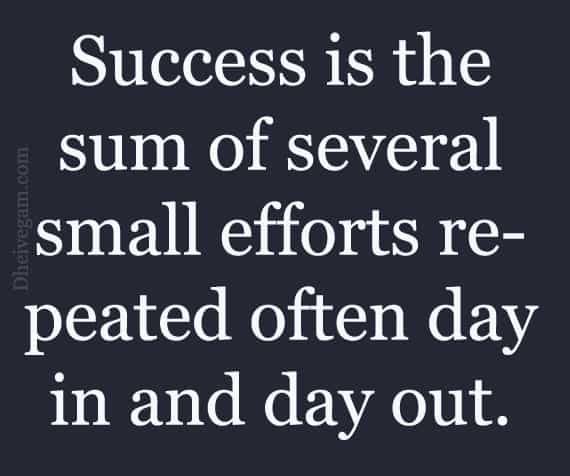 Success is the
sum of several
small efforts re-
peated often day
in and day out.
Dheivegam.com